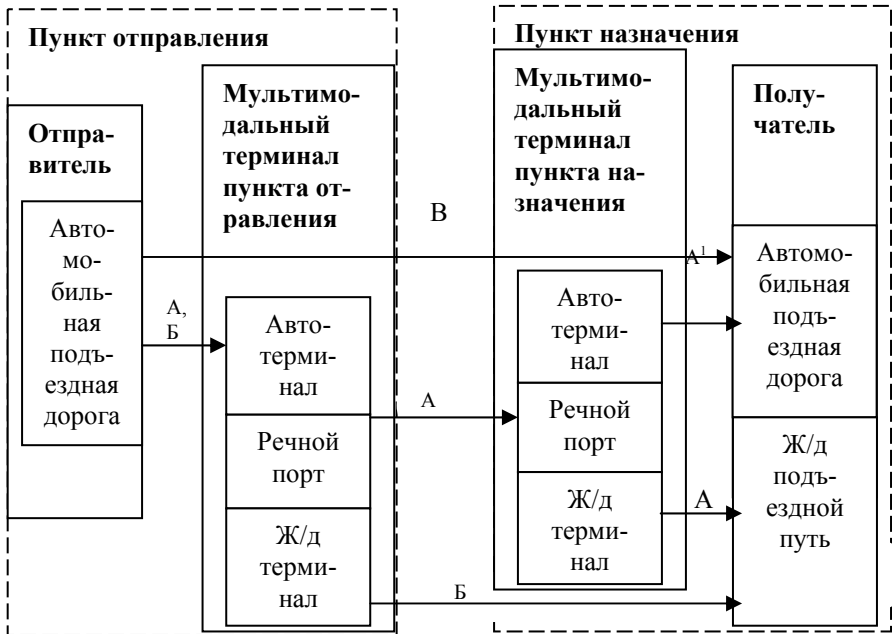 Пункт отправления
Отпра-
витель
Авто-
мо-
биль-
ная
подъ-
ездная
дорога
А,
Б
Мультимо-
дальный
терминал
пункта от-
правления
Авто-
терми-
нал
Речной
порт
Ж/д
терми-
нал
В
А
Б
Пункт назначения
Мультимо-
дальный
терминал
пункта на-
значения
Авто-
терми-
нал
Речной
порт
Ж/д
терми-
нал
А¹
А
Полу-
чатель
Автомо-
бильная
подъ-
ездная
дорога
Ж/д
подъ-
ездной
путь